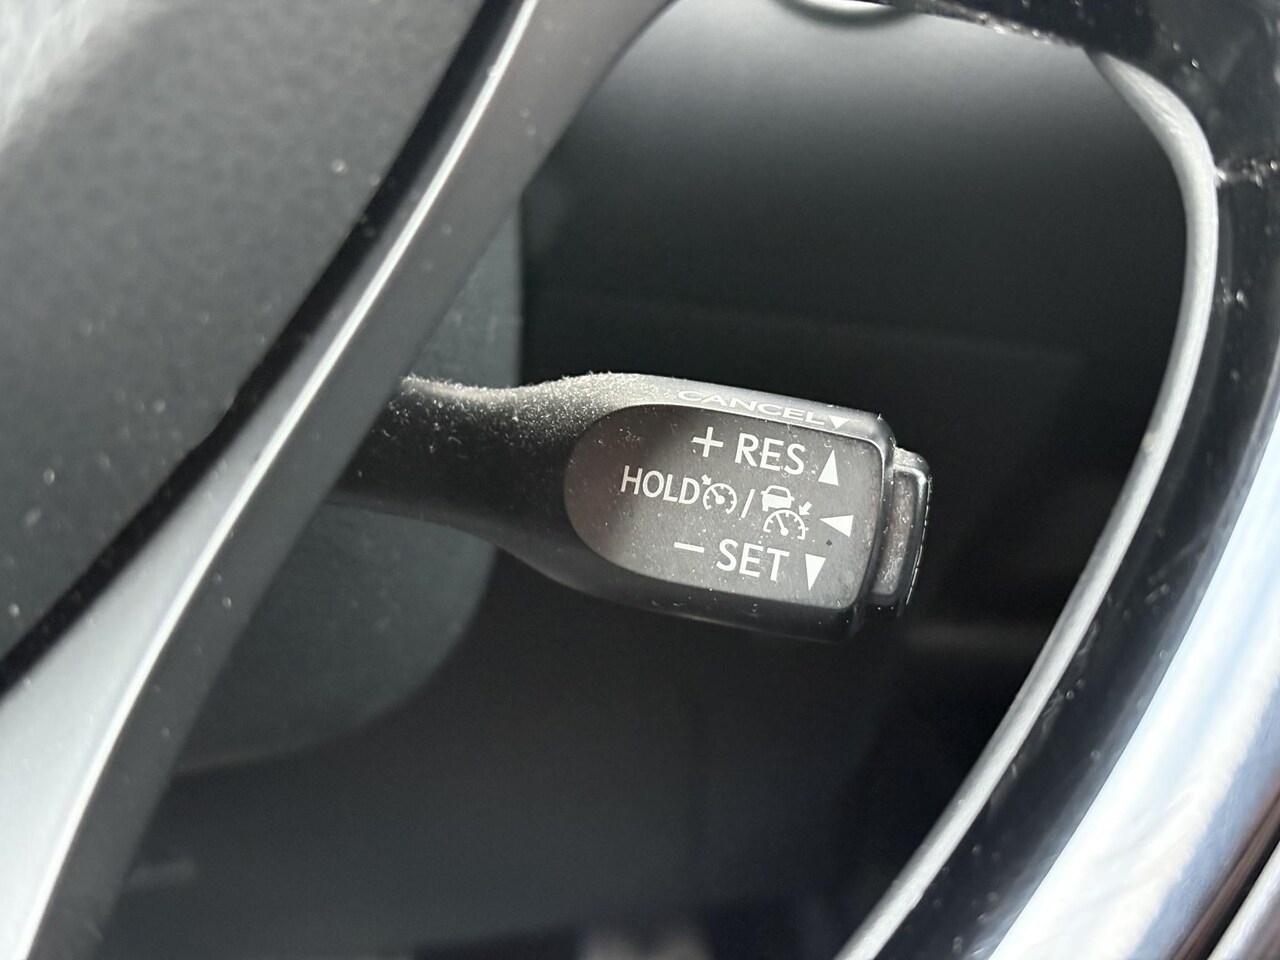 CANCEL▼
+ RES ▲
HOLD / ◀
− SET ▼